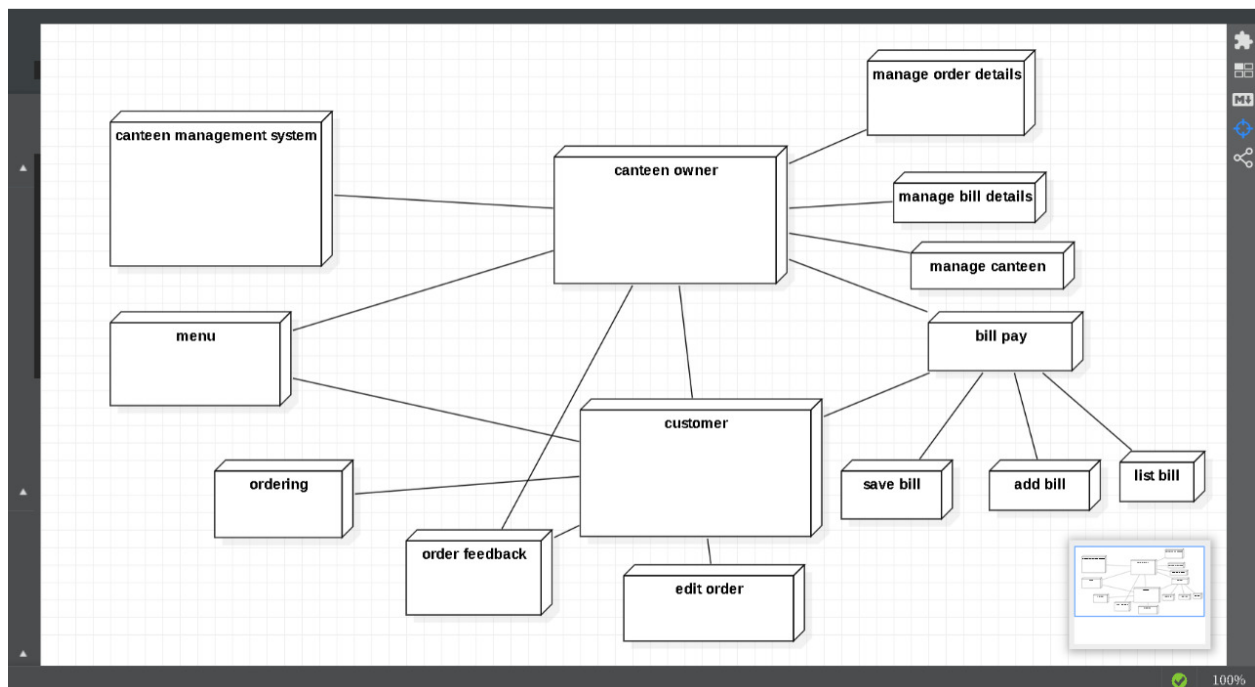 manage order details
canteen management system
canteen owner
manage bill details
manage canteen
menu
bill pay
customer
ordering
save bill
add bill
list bill
order feedback
edit order
M
100%